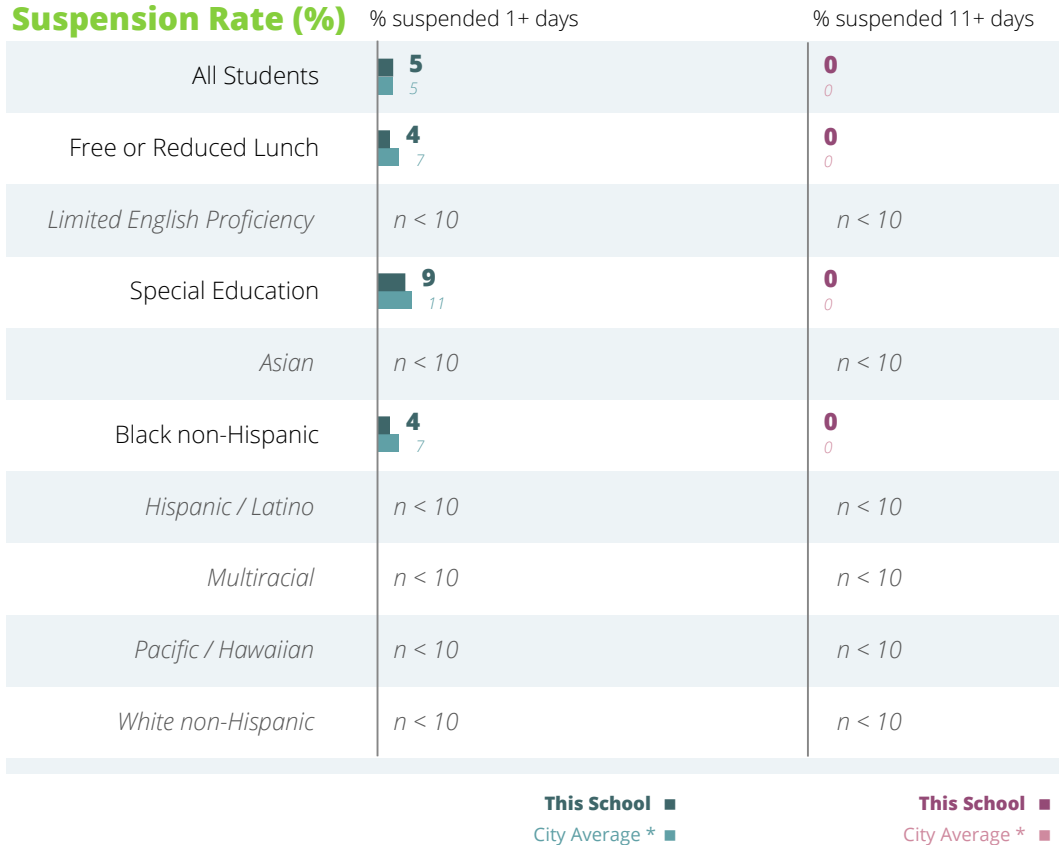 Suspension Rate (%) % suspended 1+ days % suspended 11+ days
All Students 5 0
5 0
Free or Reduced Lunch 4 0
7 0
Limited English Proficiency n < 10 n < 10
Special Education 9 0
11 0
Asian n < 10 n < 10
Black non-Hispanic 4 0
7 0
Hispanic / Latino n < 10 n < 10
Multiracial n < 10 n < 10
Pacific / Hawaiian n < 10 n < 10
White non-Hispanic n < 10 n < 10
This School This School
City Average * City Average *